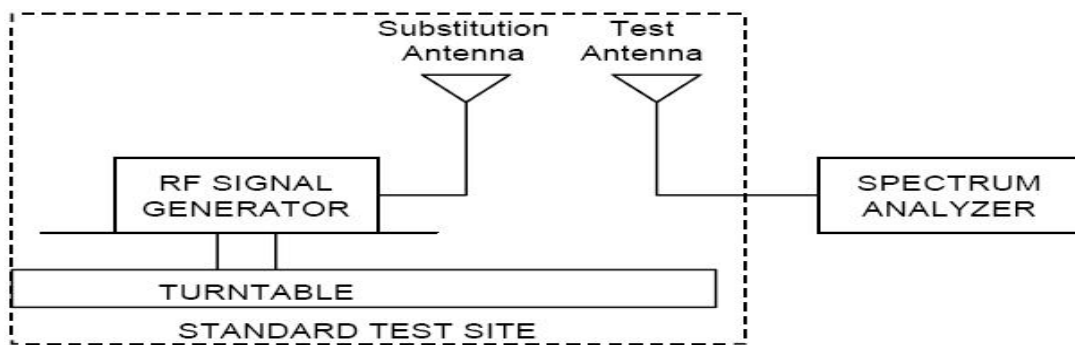 Substitution
Antenna
Test
Antenna
RF SIGNAL
GENERATOR
SPECTRUM
ANALYZER
TURNTABLE
STANDARD TEST SITE